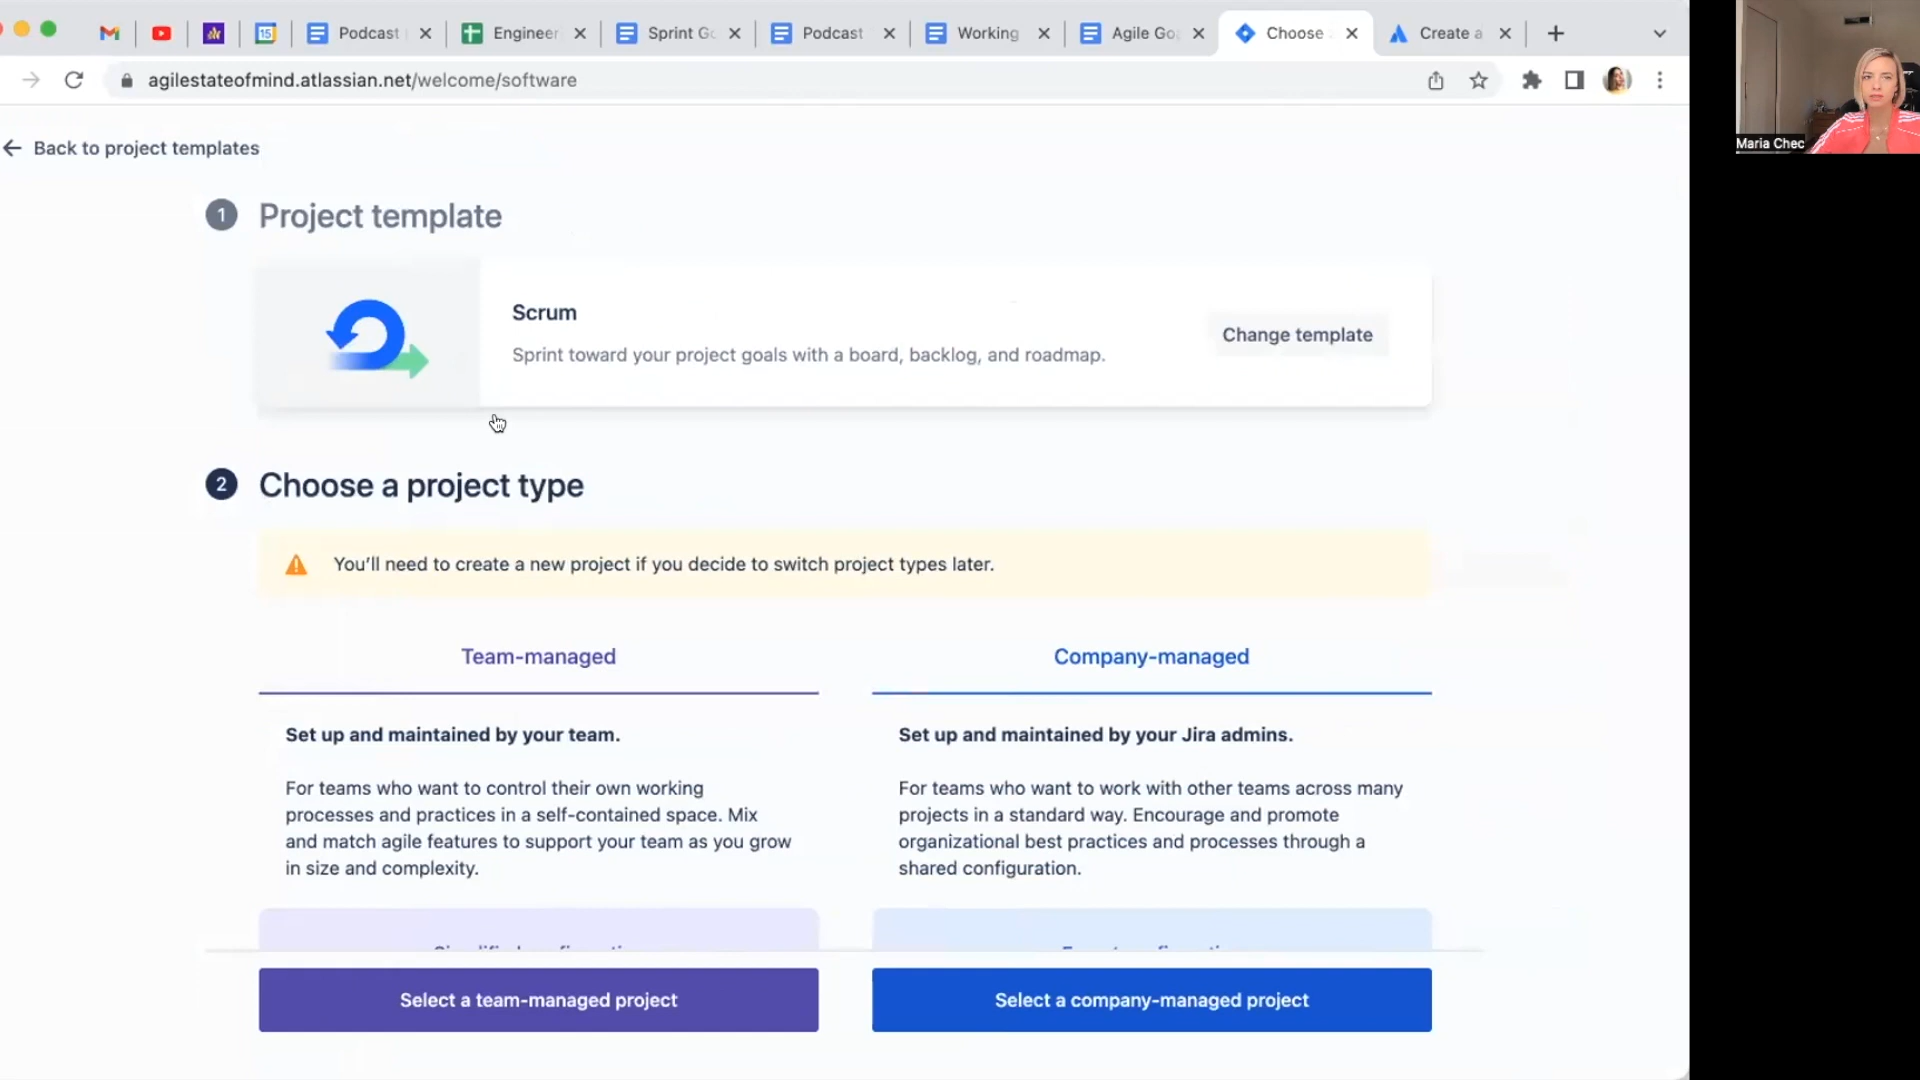 15
Podcast
Engineer
Sprint Go
Podcast
Working
Agile Goa
Choose
Create a
agilestateofmind.atlassian.net/welcome/software
Maria Chec
Back to project templates
1 Project template
Scrum
Sprint toward your project goals with a board, backlog, and roadmap.
Change template
2 Choose a project type
You'll need to create a new project if you decide to switch project types later.
Team-managed
Set up and maintained by your team.
For teams who want to control their own working
processes and practices in a self-contained space. Mix
and match agile features to support your team as you grow
in size and complexity.
Company-managed
Set up and maintained by your Jira admins.
For teams who want to work with other teams across many
projects in a standard way. Encourage and promote
organizational best practices and processes through a
shared configuration.
Select a team-managed project
Select a company-managed project